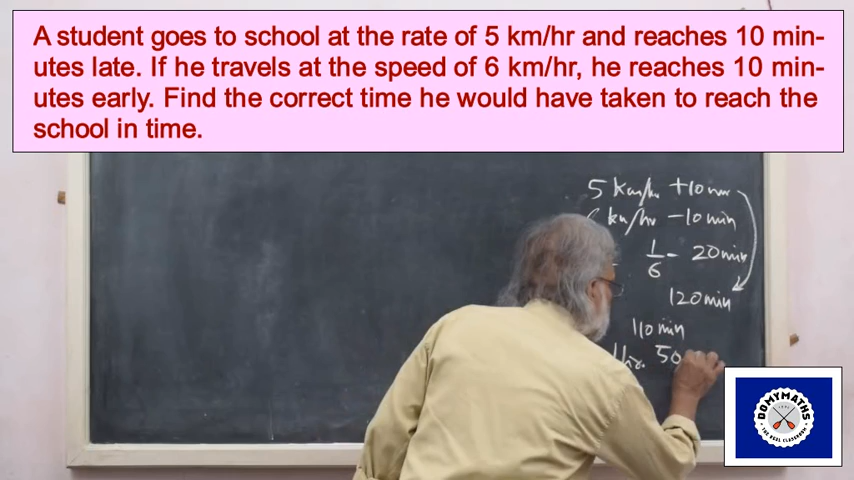 A student goes to school at the rate of 5 km/hr and reaches 10 min-
utes late. If he travels at the speed of 6 km/hr, he reaches 10 min-
utes early. Find the correct time he would have taken to reach the
school in time.
5 km/hr +10 min
km/hr -10 min
1/6 - 20 min
120 min
110 min
1 hr. 50
DOMYMATHS
THE REAL CLASSROOM